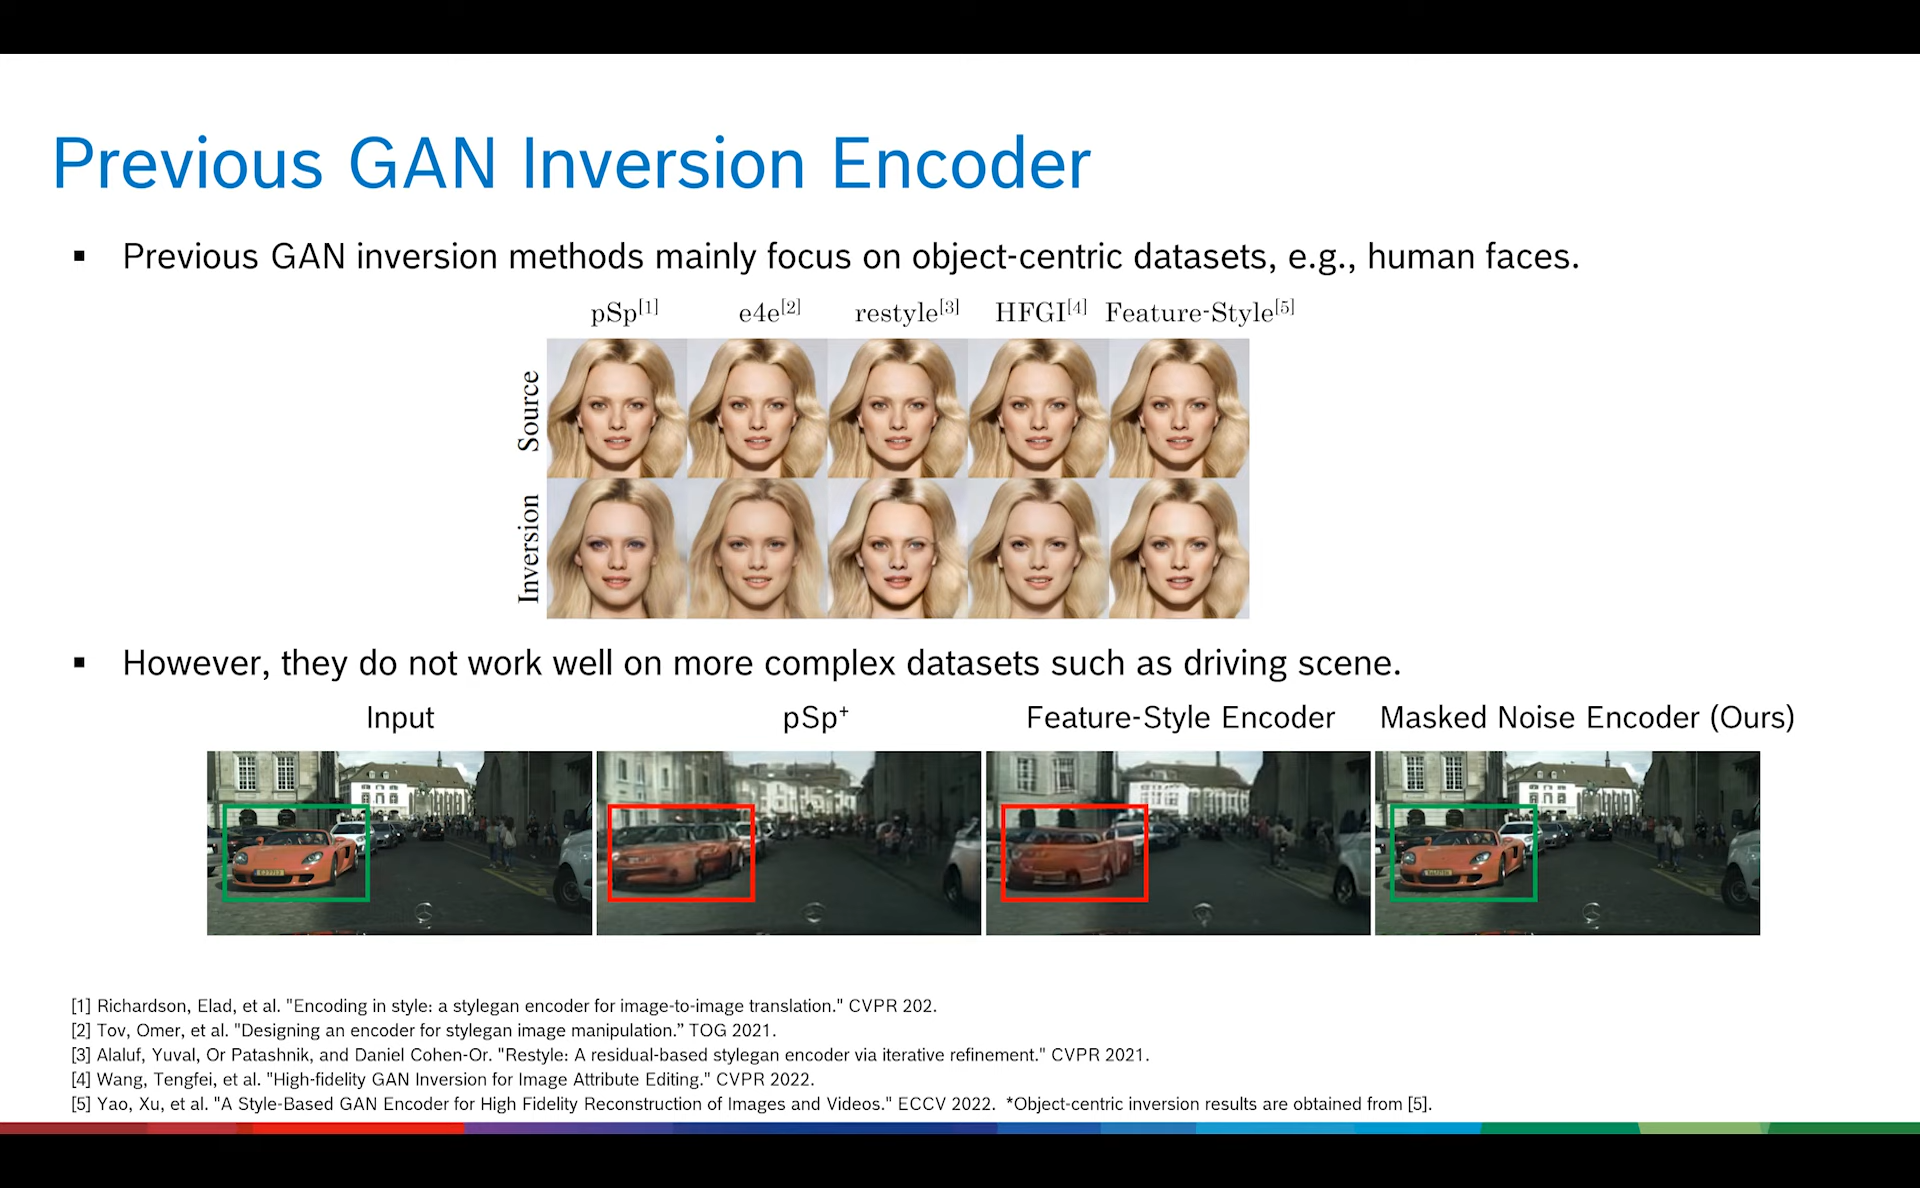 Previous GAN Inversion Encoder
▪ Previous GAN inversion methods mainly focus on object-centric datasets, e.g., human faces.
pSp[1] e4e[2] restyle[3] HFGI[4] Feature-Style[5]
Source
Inversion
▪ However, they do not work well on more complex datasets such as driving scene.
Input pSp+ Feature-Style Encoder Masked Noise Encoder (Ours)
[1] Richardson, Elad, et al. "Encoding in style: a stylegan encoder for image-to-image translation." CVPR 202.
[2] Tov, Omer, et al. "Designing an encoder for stylegan image manipulation.” TOG 2021.
[3] Alaluf, Yuval, Or Patashnik, and Daniel Cohen-Or. "Restyle: A residual-based stylegan encoder via iterative refinement." CVPR 2021.
[4] Wang, Tengfei, et al. "High-fidelity GAN Inversion for Image Attribute Editing." CVPR 2022.
[5] Yao, Xu, et al. "A Style-Based GAN Encoder for High Fidelity Reconstruction of Images and Videos." ECCV 2022. *Object-centric inversion results are obtained from [5].